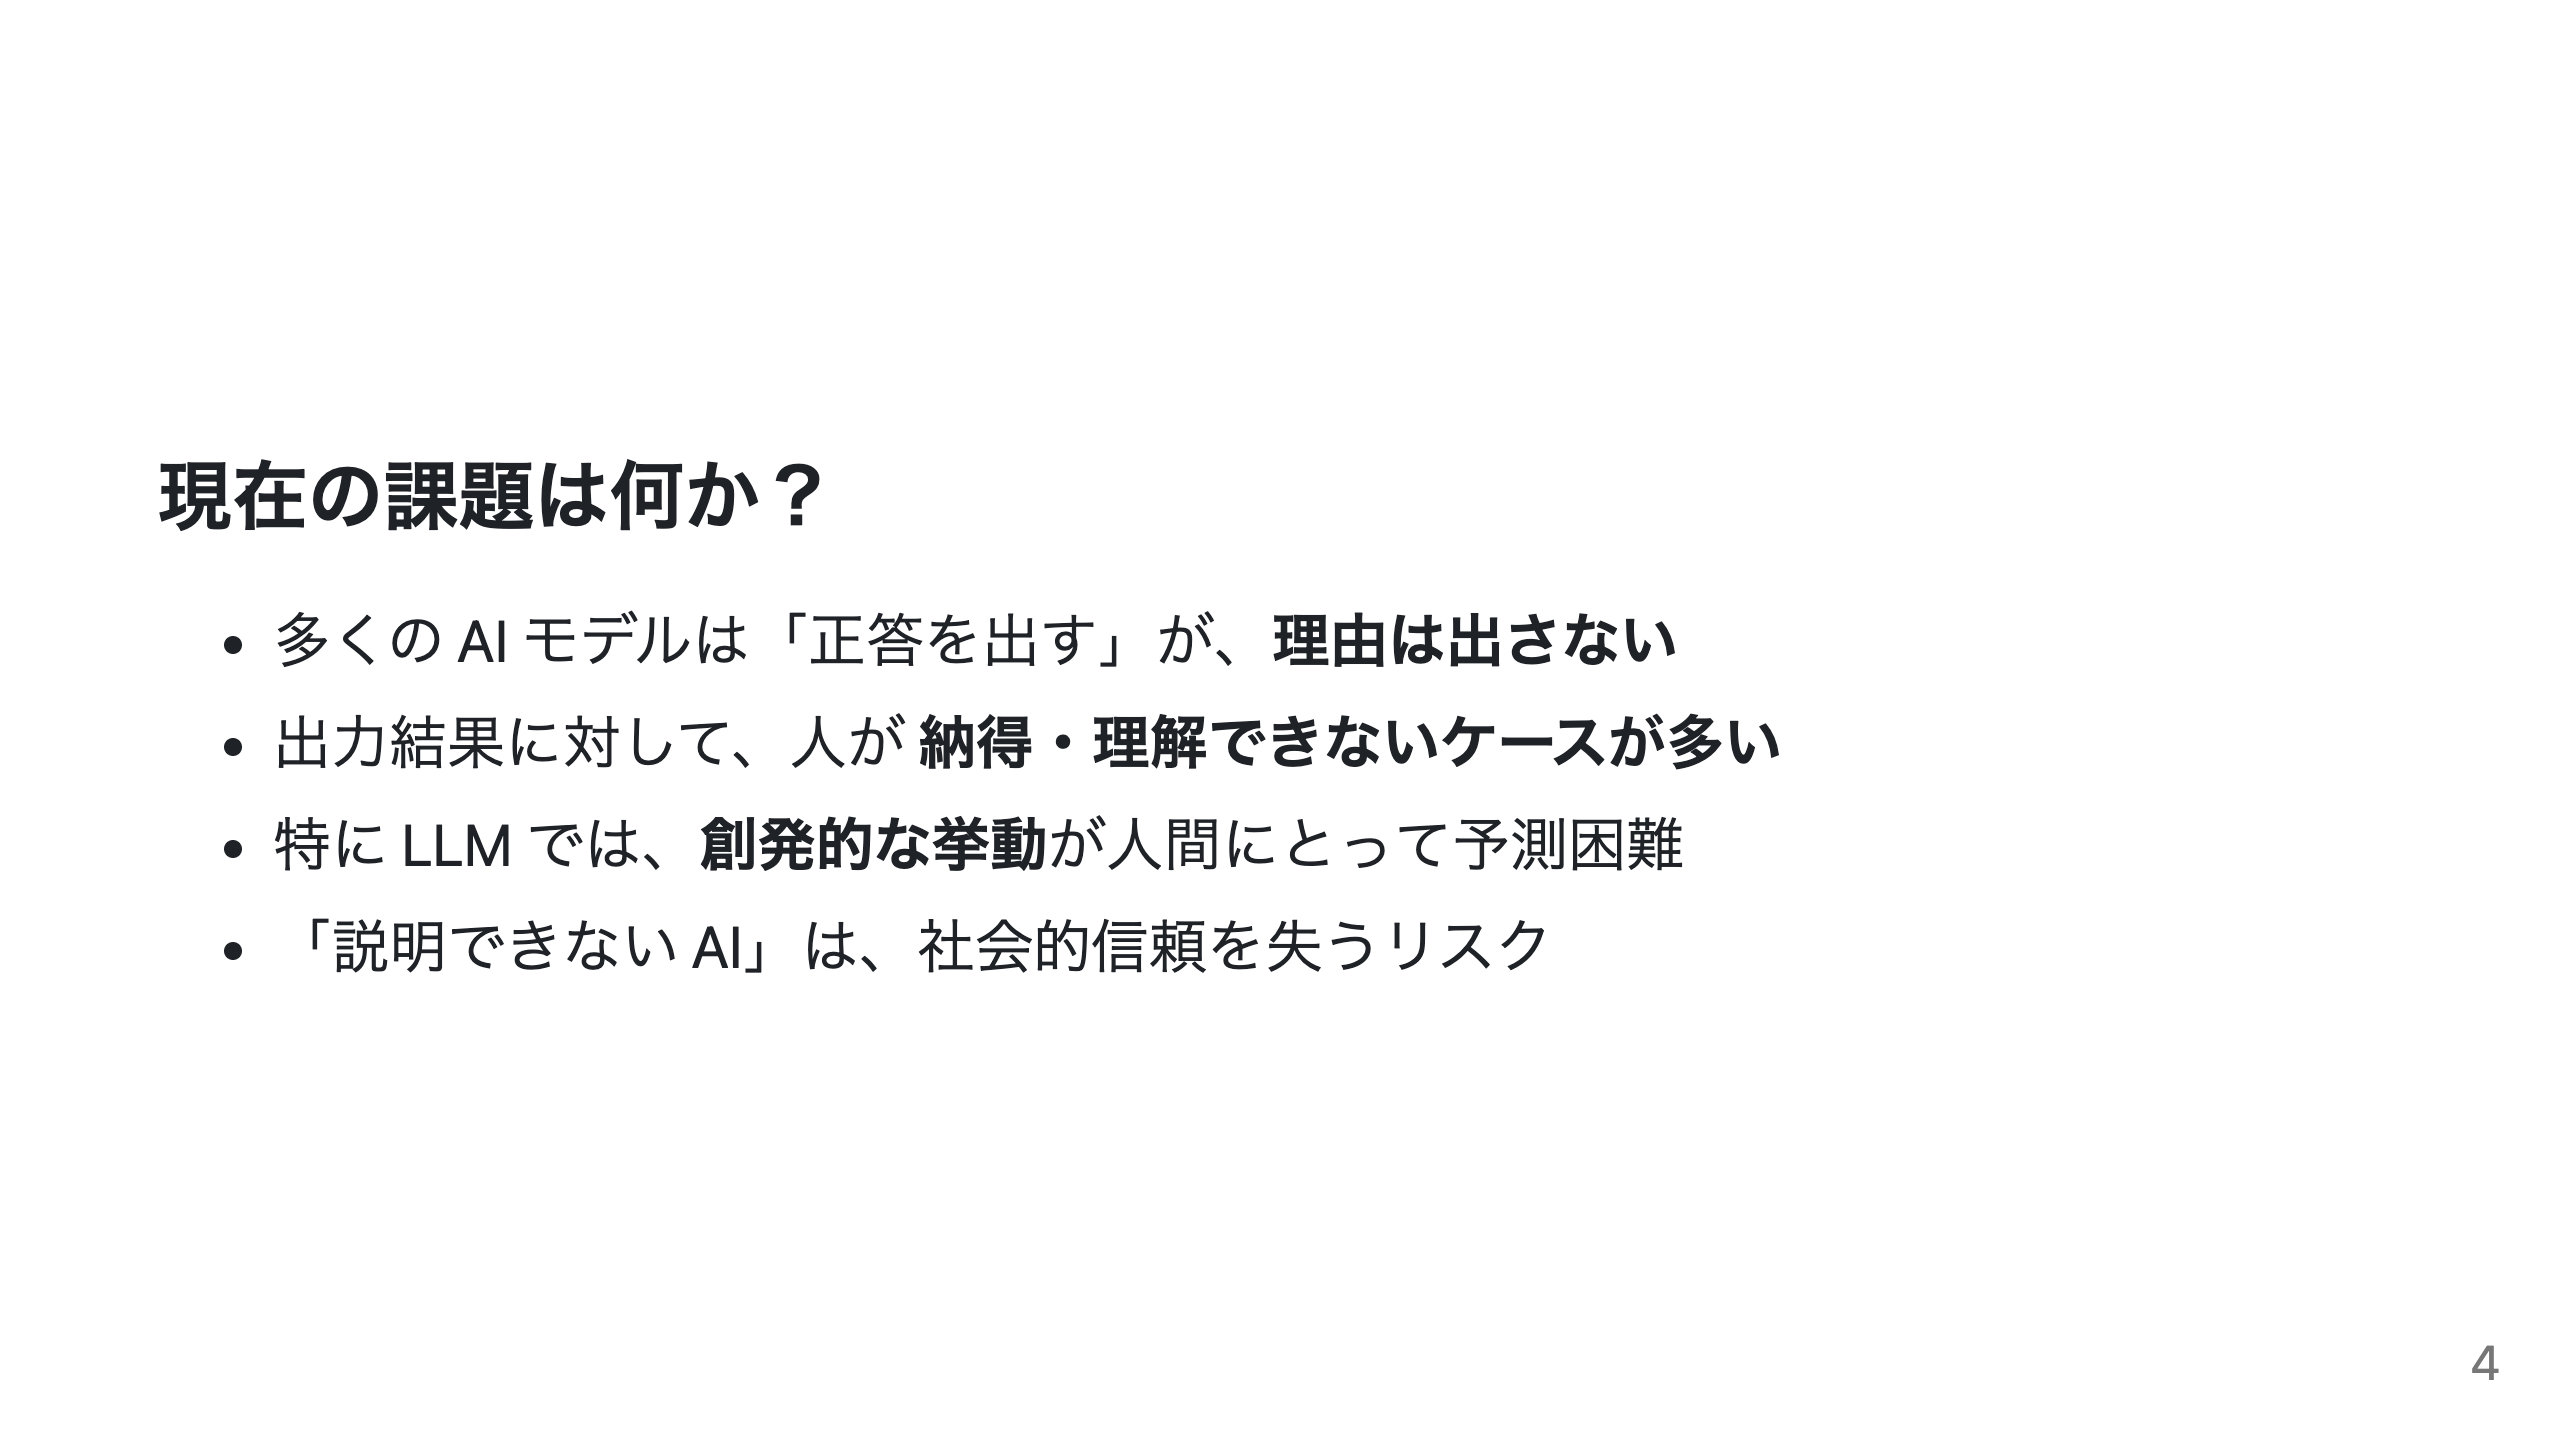 現在の課題は何か？
• 多くの AI モデルは「正答を出す」が、理由は出さない
• 出力結果に対して、人が 納得・理解できないケースが多い
• 特に LLM では、創発的な挙動が人間にとって予測困難
• 「説明できない AI」は、社会的信頼を失うリスク
4